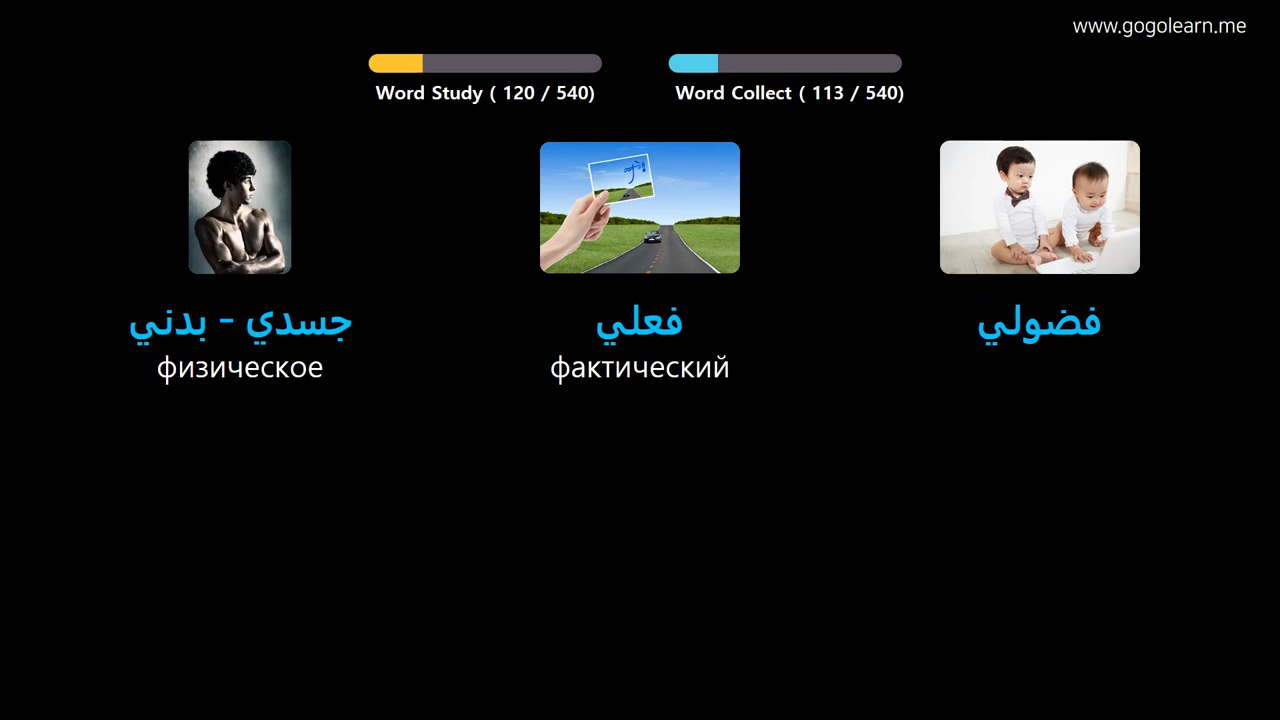 www.gogolearn.me
Word Study ( 120 / 540)
Word Collect ( 113 / 540)
جسدي - بدني
физическое
فعلي
фактический
فضولي